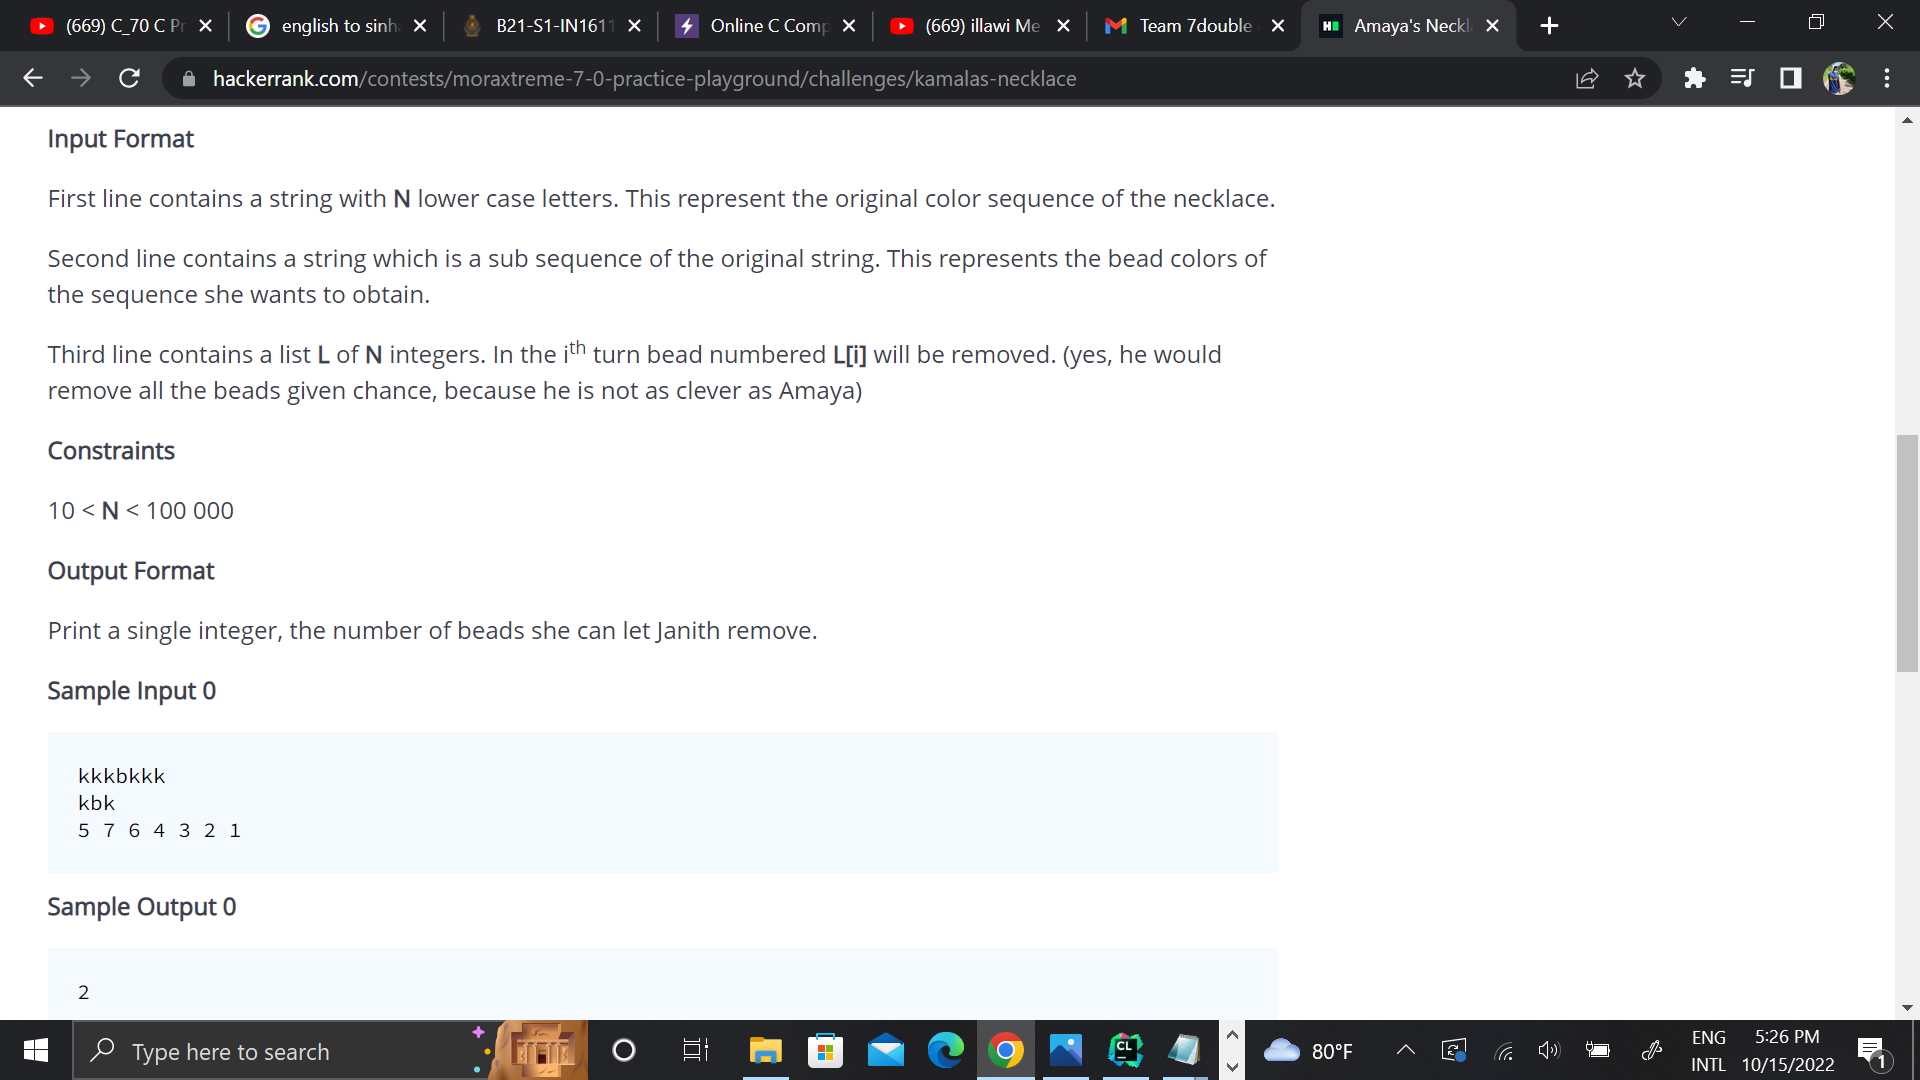 (669) C_70 C Pr
english to sinh
B21-S1-IN1611
Online C Comp
(669) illawi Me
Team 7double
Amaya's Neckl
hackerrank.com/contests/moraxtreme-7-0-practice-playground/challenges/kamalas-necklace
Input Format
First line contains a string with N lower case letters. This represent the original color sequence of the necklace.
Second line contains a string which is a sub sequence of the original string. This represents the bead colors of
the sequence she wants to obtain.
Third line contains a list L of N integers. In the ith turn bead numbered L[i] will be removed. (yes, he would
remove all the beads given chance, because he is not as clever as Amaya)
Constraints
10 < N < 100 000
Output Format
Print a single integer, the number of beads she can let Janith remove.
Sample Input 0
kkkbkkk
kbk
5 7 6 4 3 2 1
Sample Output 0
2
Type here to search
80°F
ENG
INTL
5:26 PM
10/15/2022
1